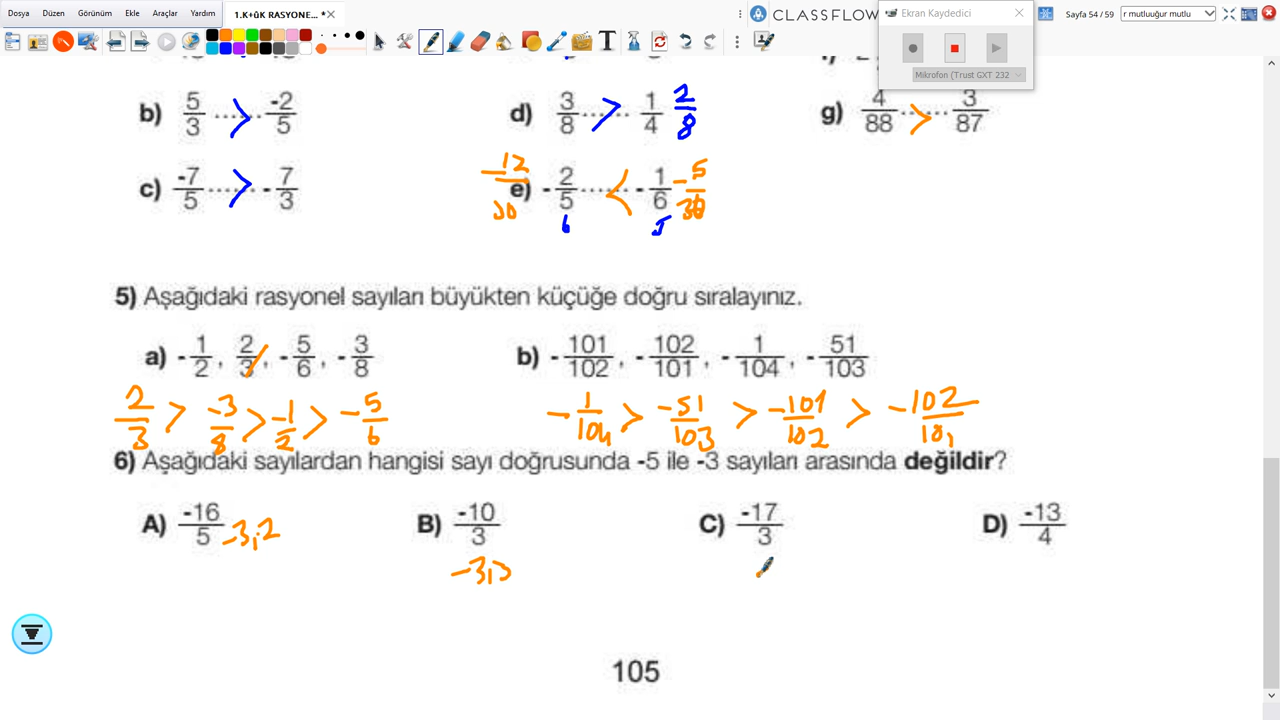 Dosya Düzen Görünüm Ekle Araçlar Yardım 1.K+ûK RASYONE... *
CLASSFLOW
Ekran Kaydedici
Sayfa 54 / 59
r mutluuğur mutlu
Mikrofon (Trust GXT 232
b) 5/3 ....... -2/5
d) 3/8 ....... 1/4 2/8
g) 4/88 ....... 3/87
> > >
c) -7/5 ....... - 7/3
-12/30 e) - 2/5 ....... - 1/6 -5/30
> <
6 5
5) Aşağıdaki rasyonel sayıları büyükten küçüğe doğru sıralayınız.
a) - 1/2 , 2/3 , - 5/6 , - 3/8
b) - 101/102 , - 102/101 , - 1/104 , - 51/103
2/3 > -3/8 > -1/2 > -5/6
-1/104 > -51/103 > -101/102 > -102/101
6) Aşağıdaki sayılardan hangisi sayı doğrusunda -5 ile -3 sayıları arasında değildir?
A) -16/5 -3,2
B) -10/3
C) -17/3
D) -13/4
-3,3
105